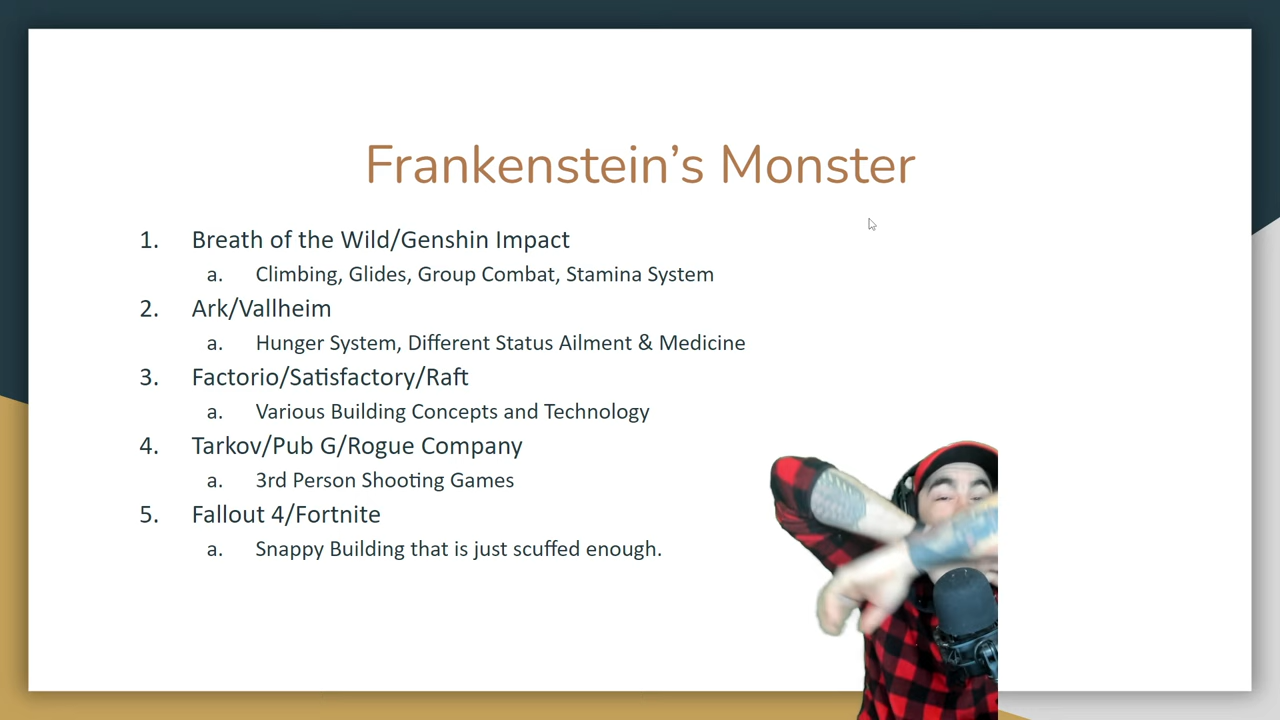 Frankenstein's Monster
1. Breath of the Wild/Genshin Impact
a. Climbing, Glides, Group Combat, Stamina System
2. Ark/Vallheim
a. Hunger System, Different Status Ailment & Medicine
3. Factorio/Satisfactory/Raft
a. Various Building Concepts and Technology
4. Tarkov/Pub G/Rogue Company
a. 3rd Person Shooting Games
5. Fallout 4/Fortnite
a. Snappy Building that is just scuffed enough.